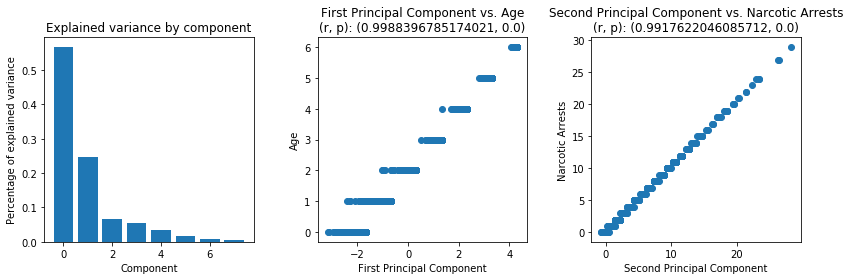 Explained variance by component
Percentage of explained variance
0.0
0.1
0.2
0.3
0.4
0.5
0
2
4
6
Component
First Principal Component vs. Age
(r, p): (0.9988396785174021, 0.0)
Age
0
1
2
3
4
5
6
−2
0
2
4
First Principal Component
Second Principal Component vs. Narcotic Arrests
(r, p): (0.9917622046085712, 0.0)
Narcotic Arrests
0
5
10
15
20
25
30
0
10
20
Second Principal Component